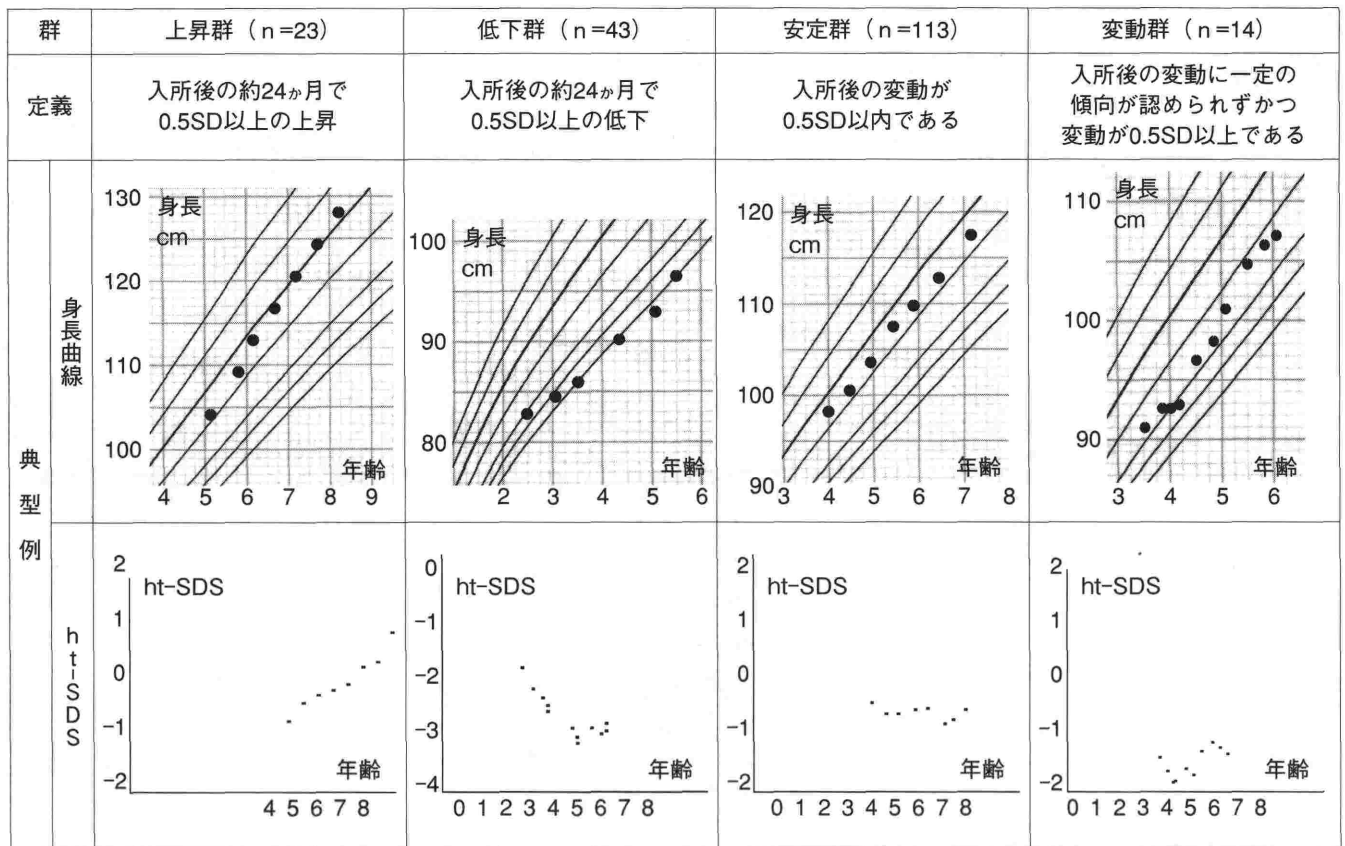 群
上昇群（n=23）
低下群（n=43）
安定群（n=113）
変動群（n=14）
定義
入所後の約24か月で
0.5SD以上の上昇
入所後の約24か月で
0.5SD以上の低下
入所後の変動が
0.5SD以内である
入所後の変動に一定の
傾向が認められずかつ
変動が0.5SD以上である
典型例
身長曲線
130
120
110
100
身長
cm
年齢
4 5 6 7 8 9
100
90
80
身長
cm
年齢
2 3 4 5 6
120
110
100
90
身長
cm
年齢
3 4 5 6 7 8
110
100
90
身長
cm
年齢
3 4 5 6
ht-SDS
2
1
0
-1
-2
ht-SDS
年齢
4 5 6 7 8
0
-1
-2
-3
-4
ht-SDS
年齢
0 1 2 3 4 5 6 7 8
2
1
0
-1
-2
ht-SDS
年齢
0 1 2 3 4 5 6 7 8
2
1
0
-1
-2
ht-SDS
年齢
0 1 2 3 4 5 6 7 8